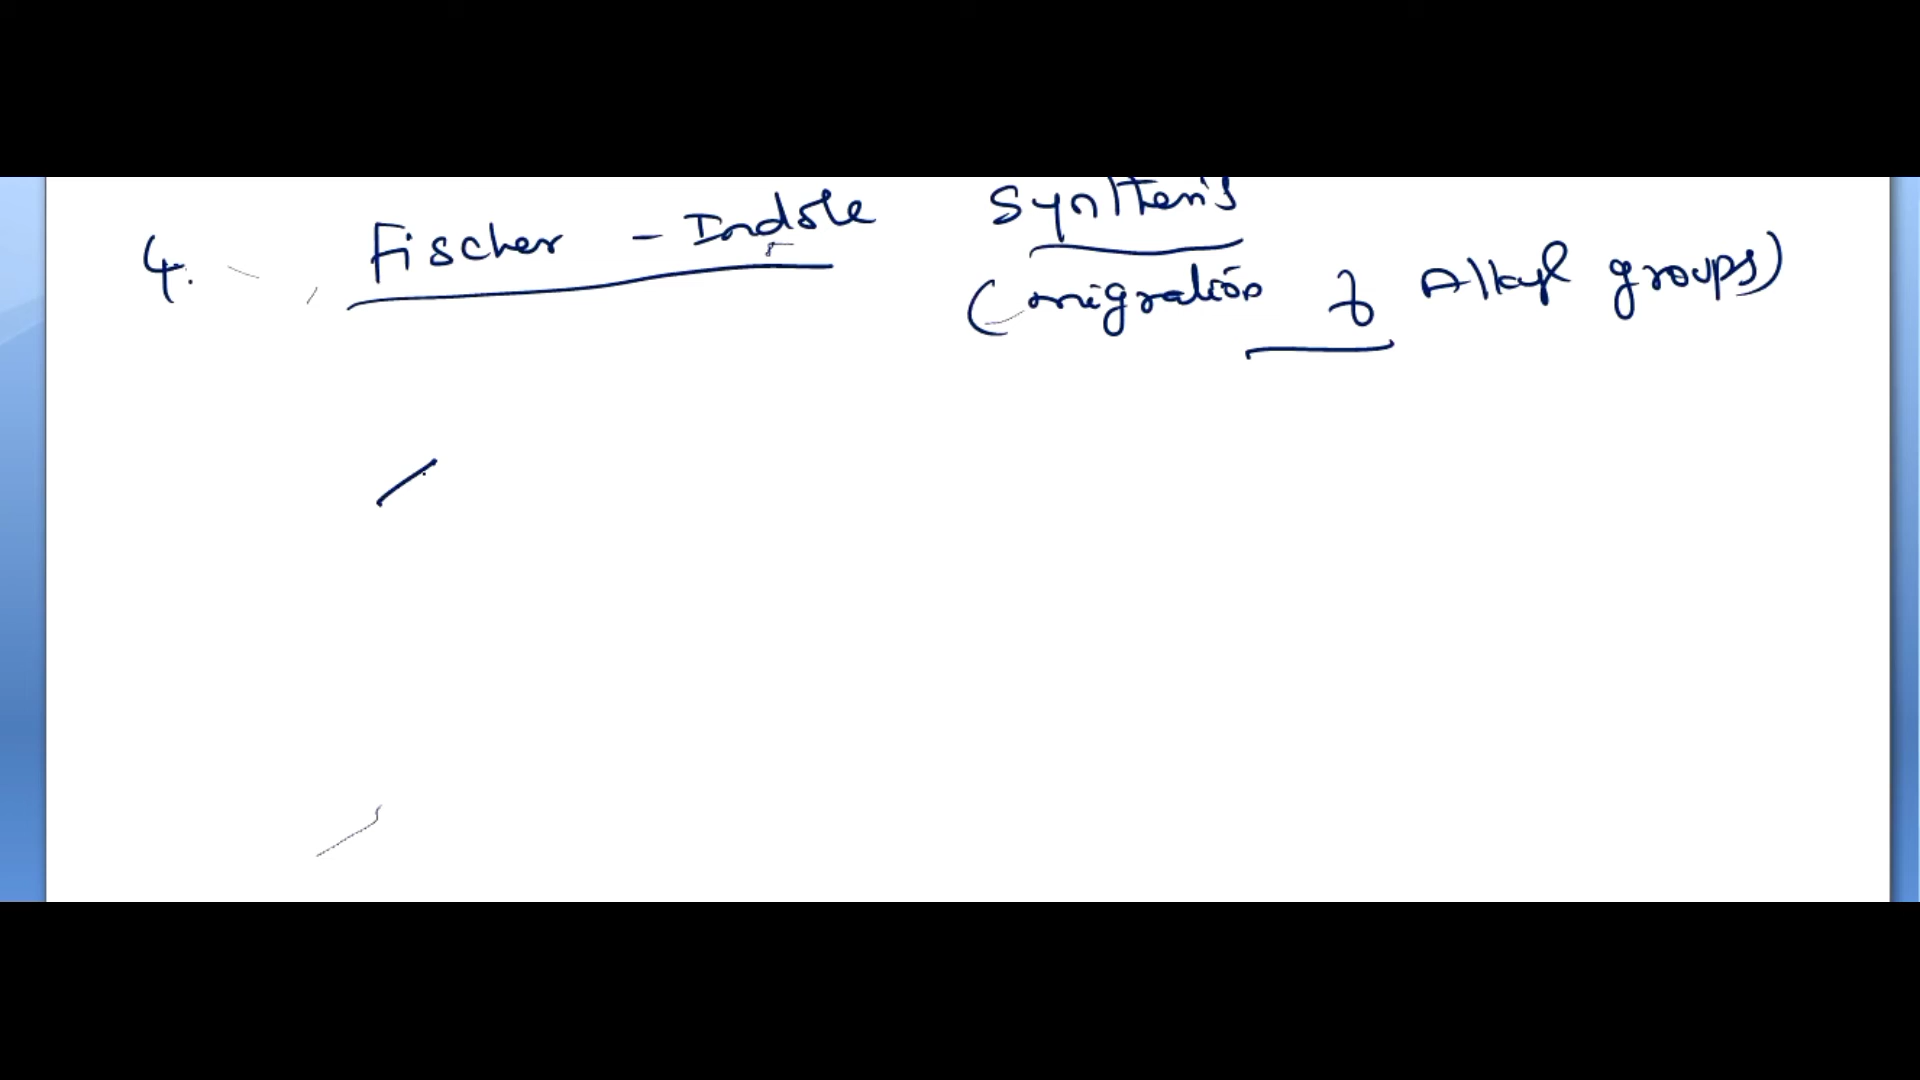 4. Fischer - Indole Synthesis
(migration of Alkyl groups)